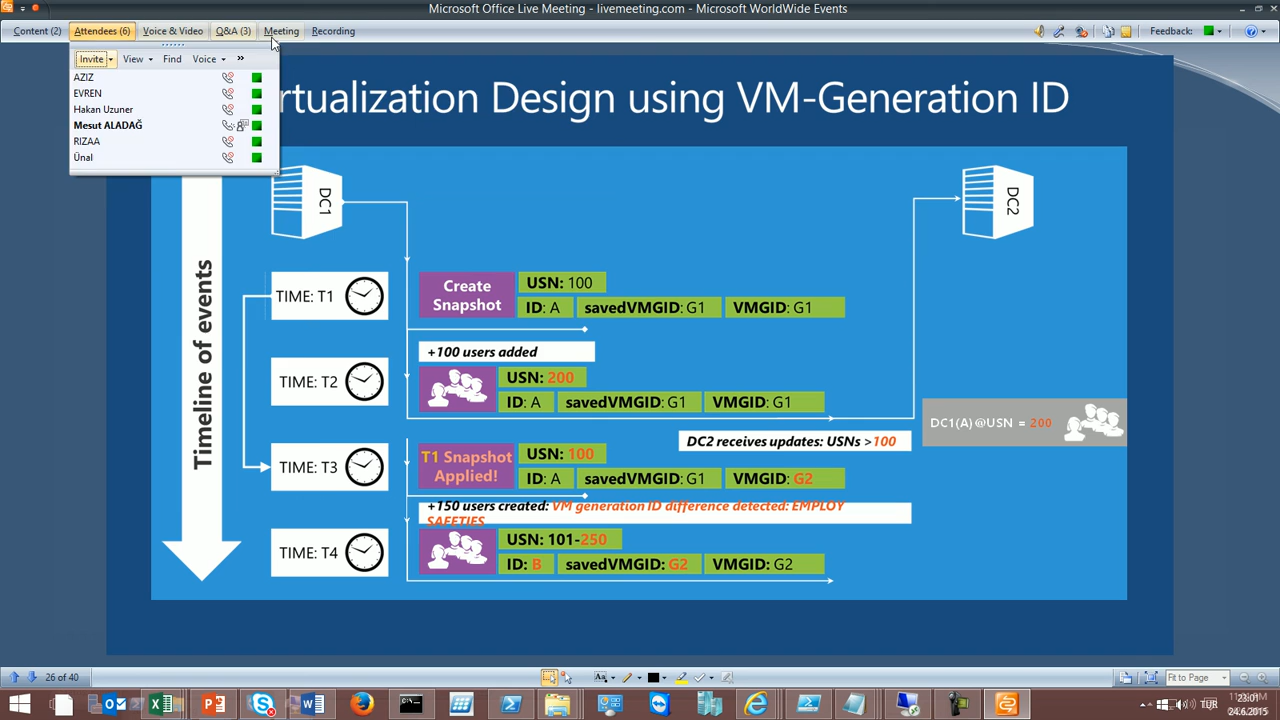 Microsoft Office Live Meeting - livemeeting.com - Microsoft WorldWide Events
Content (2) Attendees (6) Voice & Video Q&A (3) Meeting Recording Feedback:
Invite View Find Voice »
AZIZ
EVREN
Hakan Uzuner
Mesut ALADAĞ
RIZAA
Ünal
rtualization Design using VM-Generation ID
Timeline of events
DC1
DC2
TIME: T1
Create
Snapshot
USN: 100
ID: A savedVMGID: G1 VMGID: G1
+100 users added
TIME: T2
USN: 200
ID: A savedVMGID: G1 VMGID: G1
DC1(A)@USN = 200
DC2 receives updates: USNs >100
TIME: T3
T1 Snapshot
Applied!
USN: 100
ID: A savedVMGID: G1 VMGID: G2
+150 users created: VM generation ID difference detected: EMPLOY
SAFETIES
TIME: T4
USN: 101-250
ID: B savedVMGID: G2 VMGID: G2
26 of 40
Fit to Page
TUR
23:01
24.6.2015